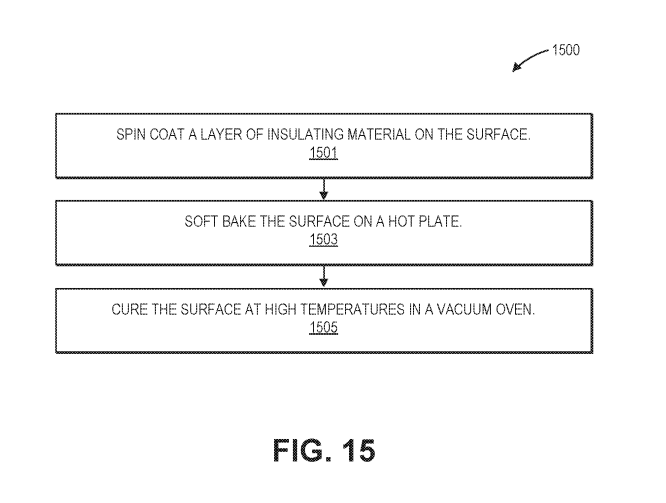 1500
SPIN COAT A LAYER OF INSULATING MATERIAL ON THE SURFACE.
1501
SOFT BAKE THE SURFACE ON A HOT PLATE.
1503
CURE THE SURFACE AT HIGH TEMPERATURES IN A VACUUM OVEN.
1505
FIG. 15